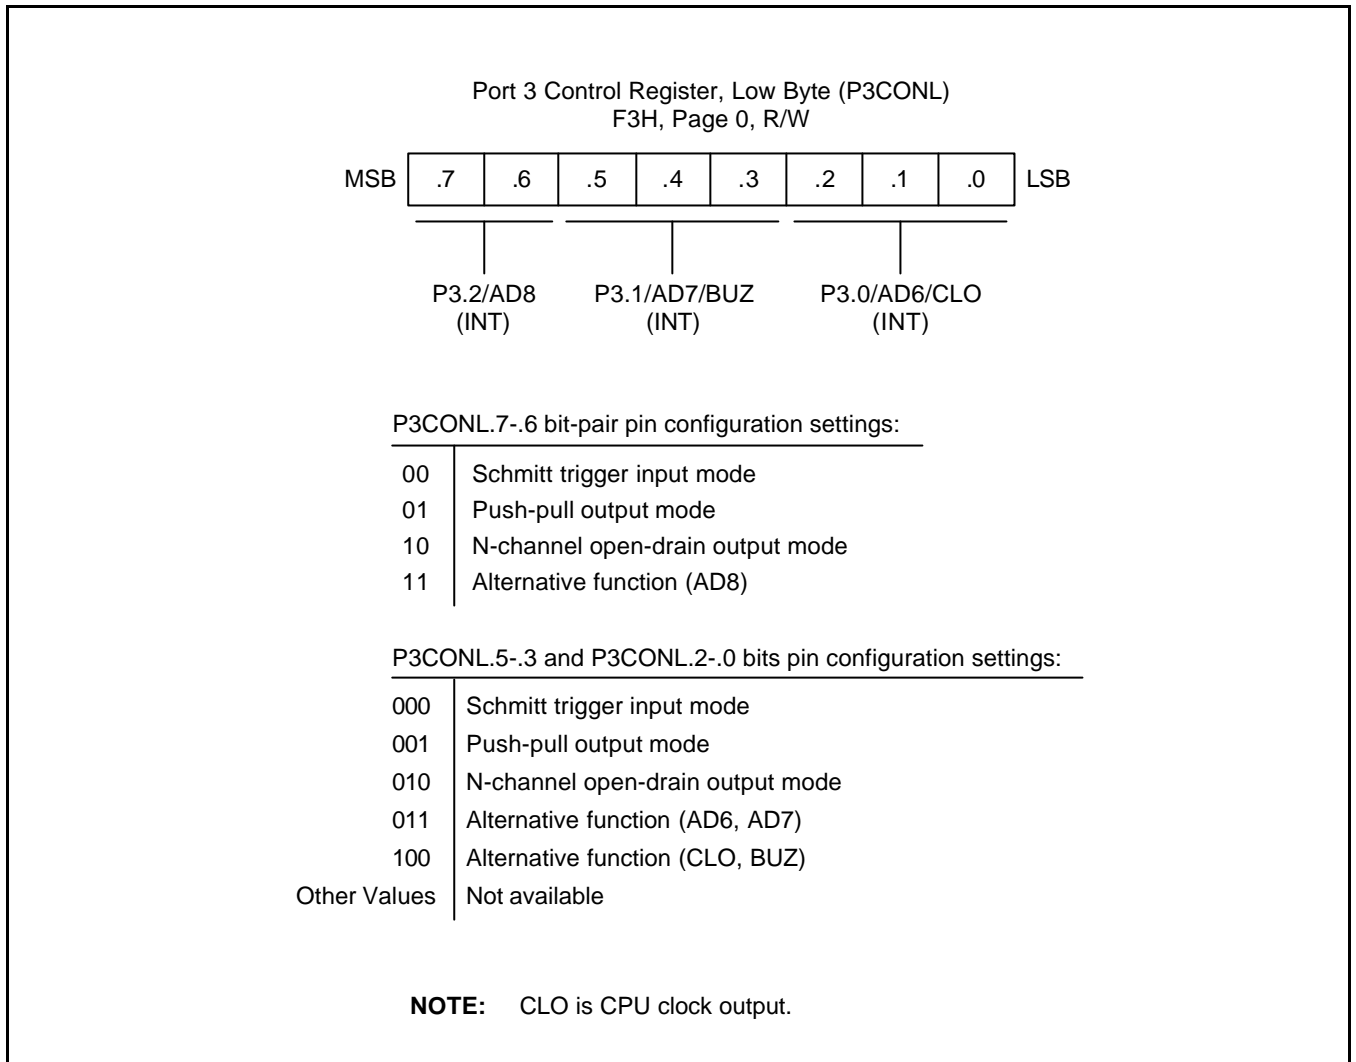 Port 3 Control Register, Low Byte (P3CONL)
F3H, Page 0, R/W
MSB .7 .6 .5 .4 .3 .2 .1 .0 LSB
P3.2/AD8 P3.1/AD7/BUZ P3.0/AD6/CLO
(INT) (INT) (INT)
P3CONL.7-.6 bit-pair pin configuration settings:
00 Schmitt trigger input mode
01 Push-pull output mode
10 N-channel open-drain output mode
11 Alternative function (AD8)
P3CONL.5-.3 and P3CONL.2-.0 bits pin configuration settings:
000 Schmitt trigger input mode
001 Push-pull output mode
010 N-channel open-drain output mode
011 Alternative function (AD6, AD7)
100 Alternative function (CLO, BUZ)
Other Values Not available
NOTE: CLO is CPU clock output.